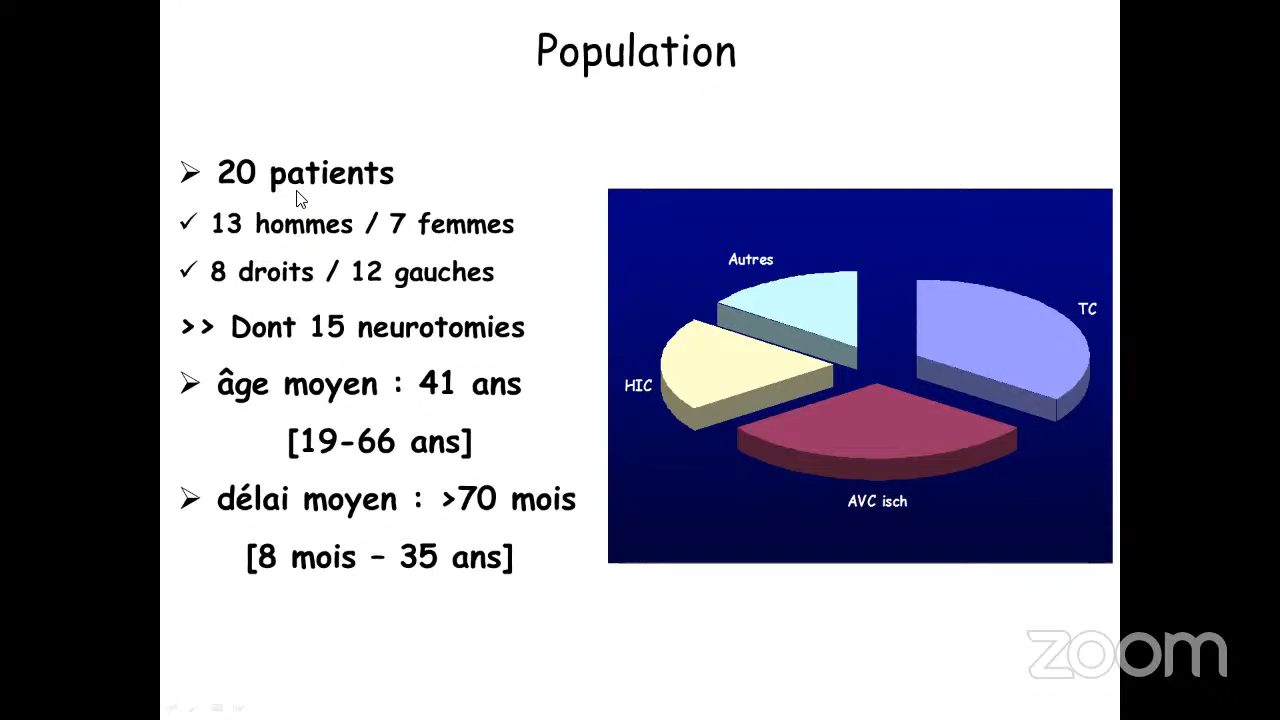 Population
20 patients
13 hommes / 7 femmes
8 droits / 12 gauches
>> Dont 15 neurotomies
âge moyen : 41 ans
[19-66 ans]
délai moyen : >70 mois
[8 mois – 35 ans]
Autres
TC
HIC
AVC isch
zoom